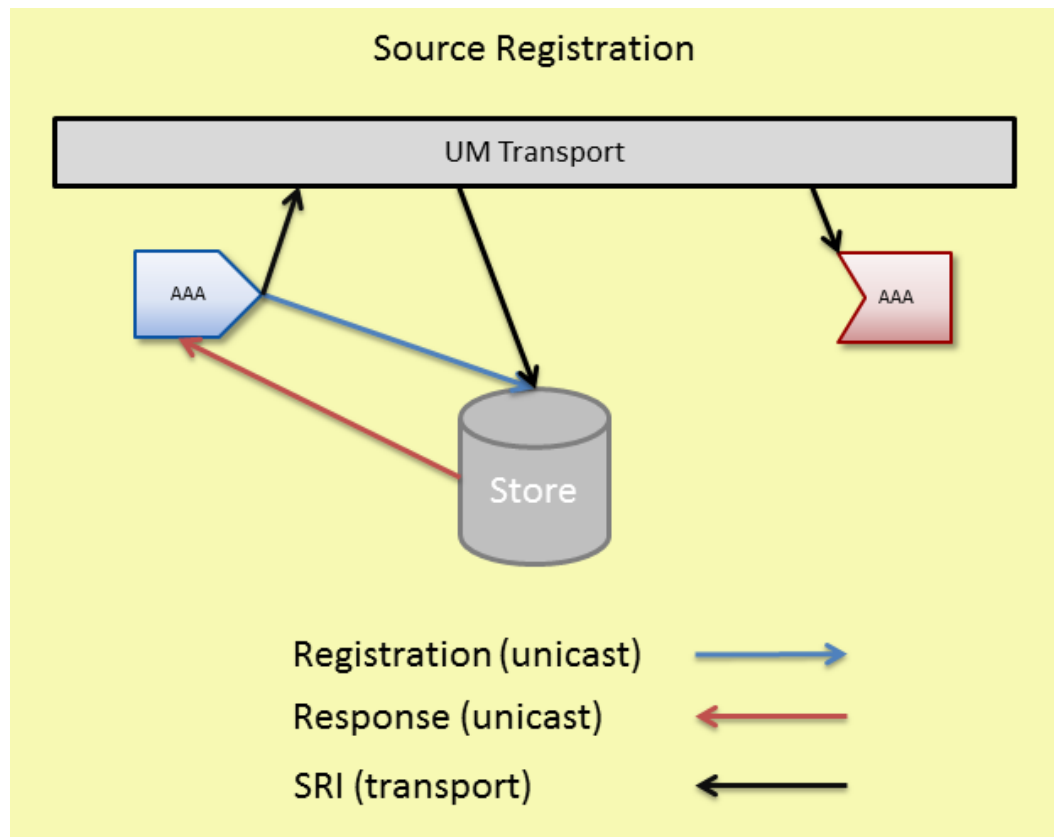 Source Registration
UM Transport
AAA
AAA
Store
Registration (unicast)
Response (unicast)
SRI (transport)